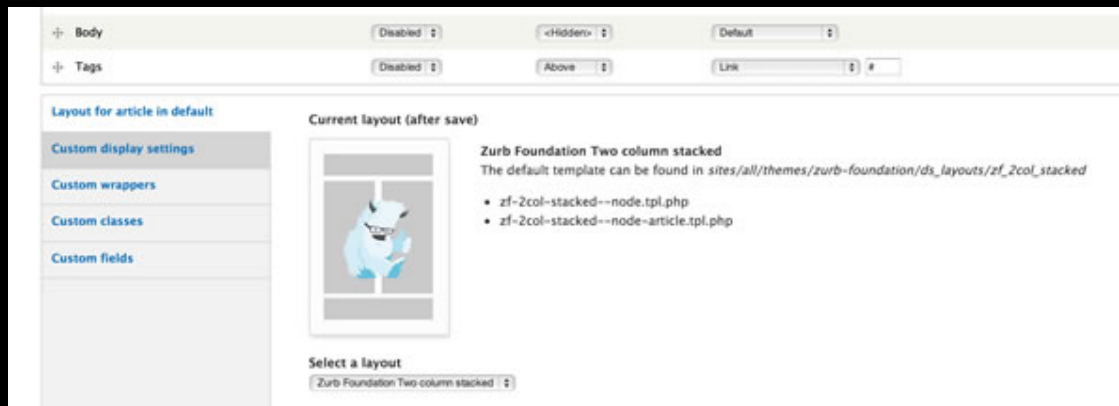 Body Disabled <Hidden> Default
Tags Disabled Above Link #
Layout for article in default
Custom display settings
Custom wrappers
Custom classes
Custom fields
Current layout (after save)
Zurb Foundation Two column stacked
The default template can be found in sites/all/themes/zurb-foundation/ds_layouts/zf_2col_stacked
• zf-2col-stacked--node.tpl.php
• zf-2col-stacked--node-article.tpl.php
Select a layout
Zurb Foundation Two column stacked